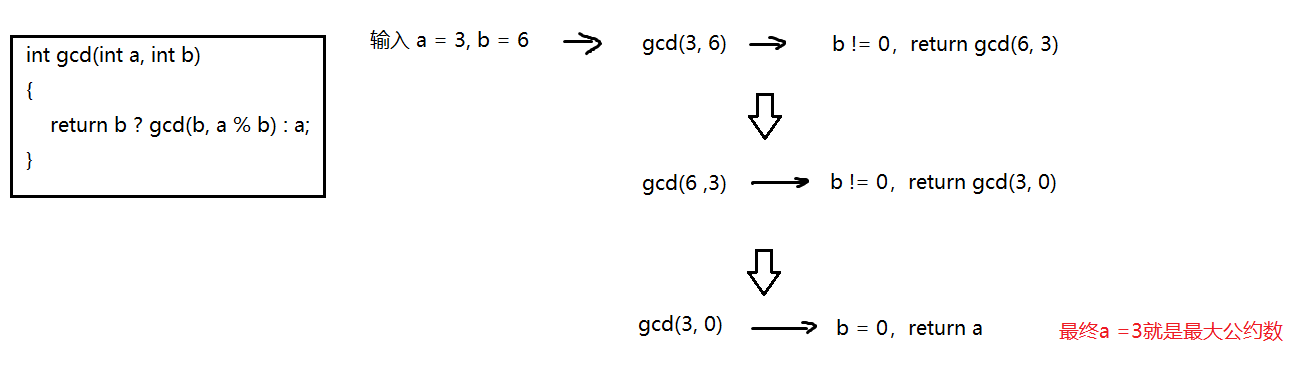 int gcd(int a, int b)
{
return b ? gcd(b, a % b) : a;
}
输入 a = 3, b = 6
gcd(3, 6)
b != 0，return gcd(6, 3)
gcd(6 ,3)
b != 0，return gcd(3, 0)
gcd(3, 0)
b = 0，return a
最终a =3就是最大公约数